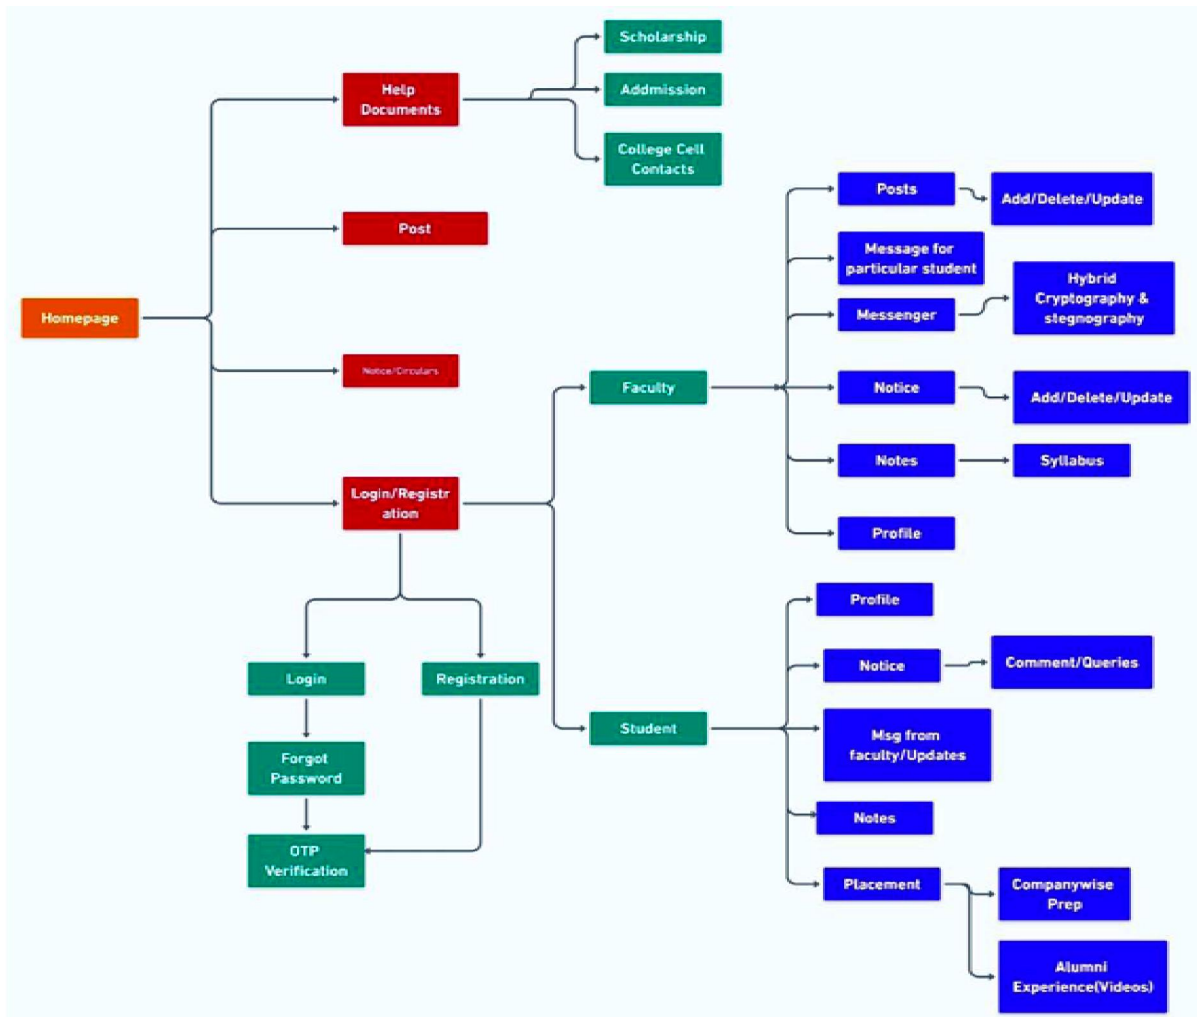 Homepage
Help
Documents
Post
Notice/Circulars
Login/Registr
ation
Scholarship
Addmission
College Cell
Contacts
Login
Registration
Forgot
Password
OTP
Verification
Faculty
Student
Posts
Add/Delete/Update
Message for
particular student
Messenger
Hybrid
Cryptography &
stegnography
Notice
Add/Delete/Update
Notes
Syllabus
Profile
Profile
Notice
Comment/Queries
Msg from
faculty/Updates
Notes
Placement
Companywise
Prep
Alumni
Experience(Videos)